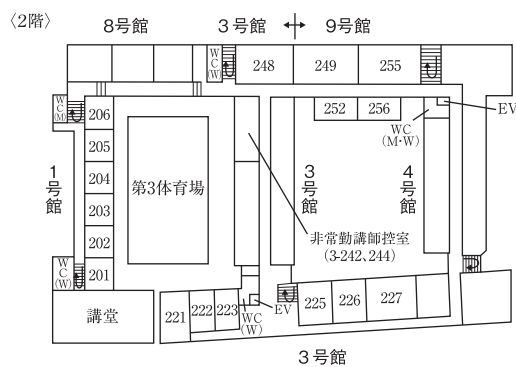 〈2階〉
8号館
3号館
9号館
WC(W)
248
249
255
WC(M)
206
205
204
203
202
201
第3体育場
252
256
EV
WC
(M・W)
1号館
3号館
4号館
非常勤講師控室
(3-242、244)
WC(W)
講堂
221
222
223
WC
(W)
EV
225
226
227
3号館